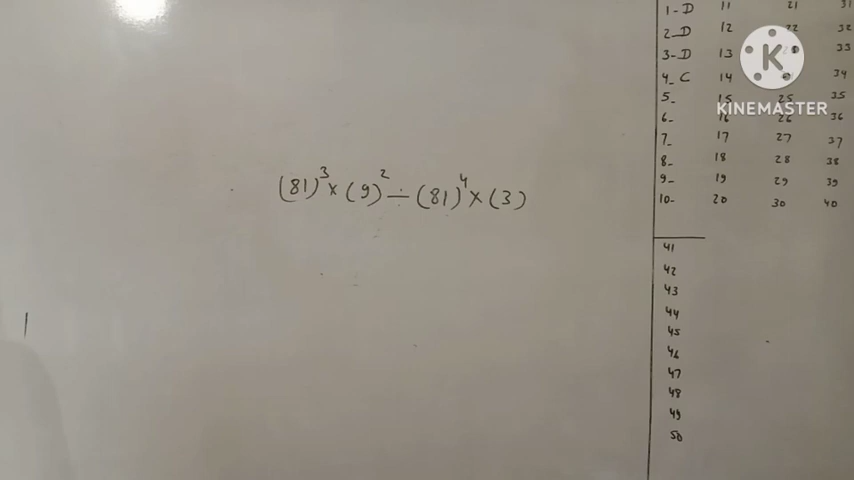 1-D 11 21 31
2-D 12 22 32
3-D 13 33
4-C 14 34
5- 15 25 35
6- 16 26 36
7- 17 27 37
8- 18 28 38
9- 19 29 39
10- 20 30 40
KINEMASTER
(81)³×(9)²÷(81)⁴×(3)
41
42
43
44
45
46
47
48
49
50